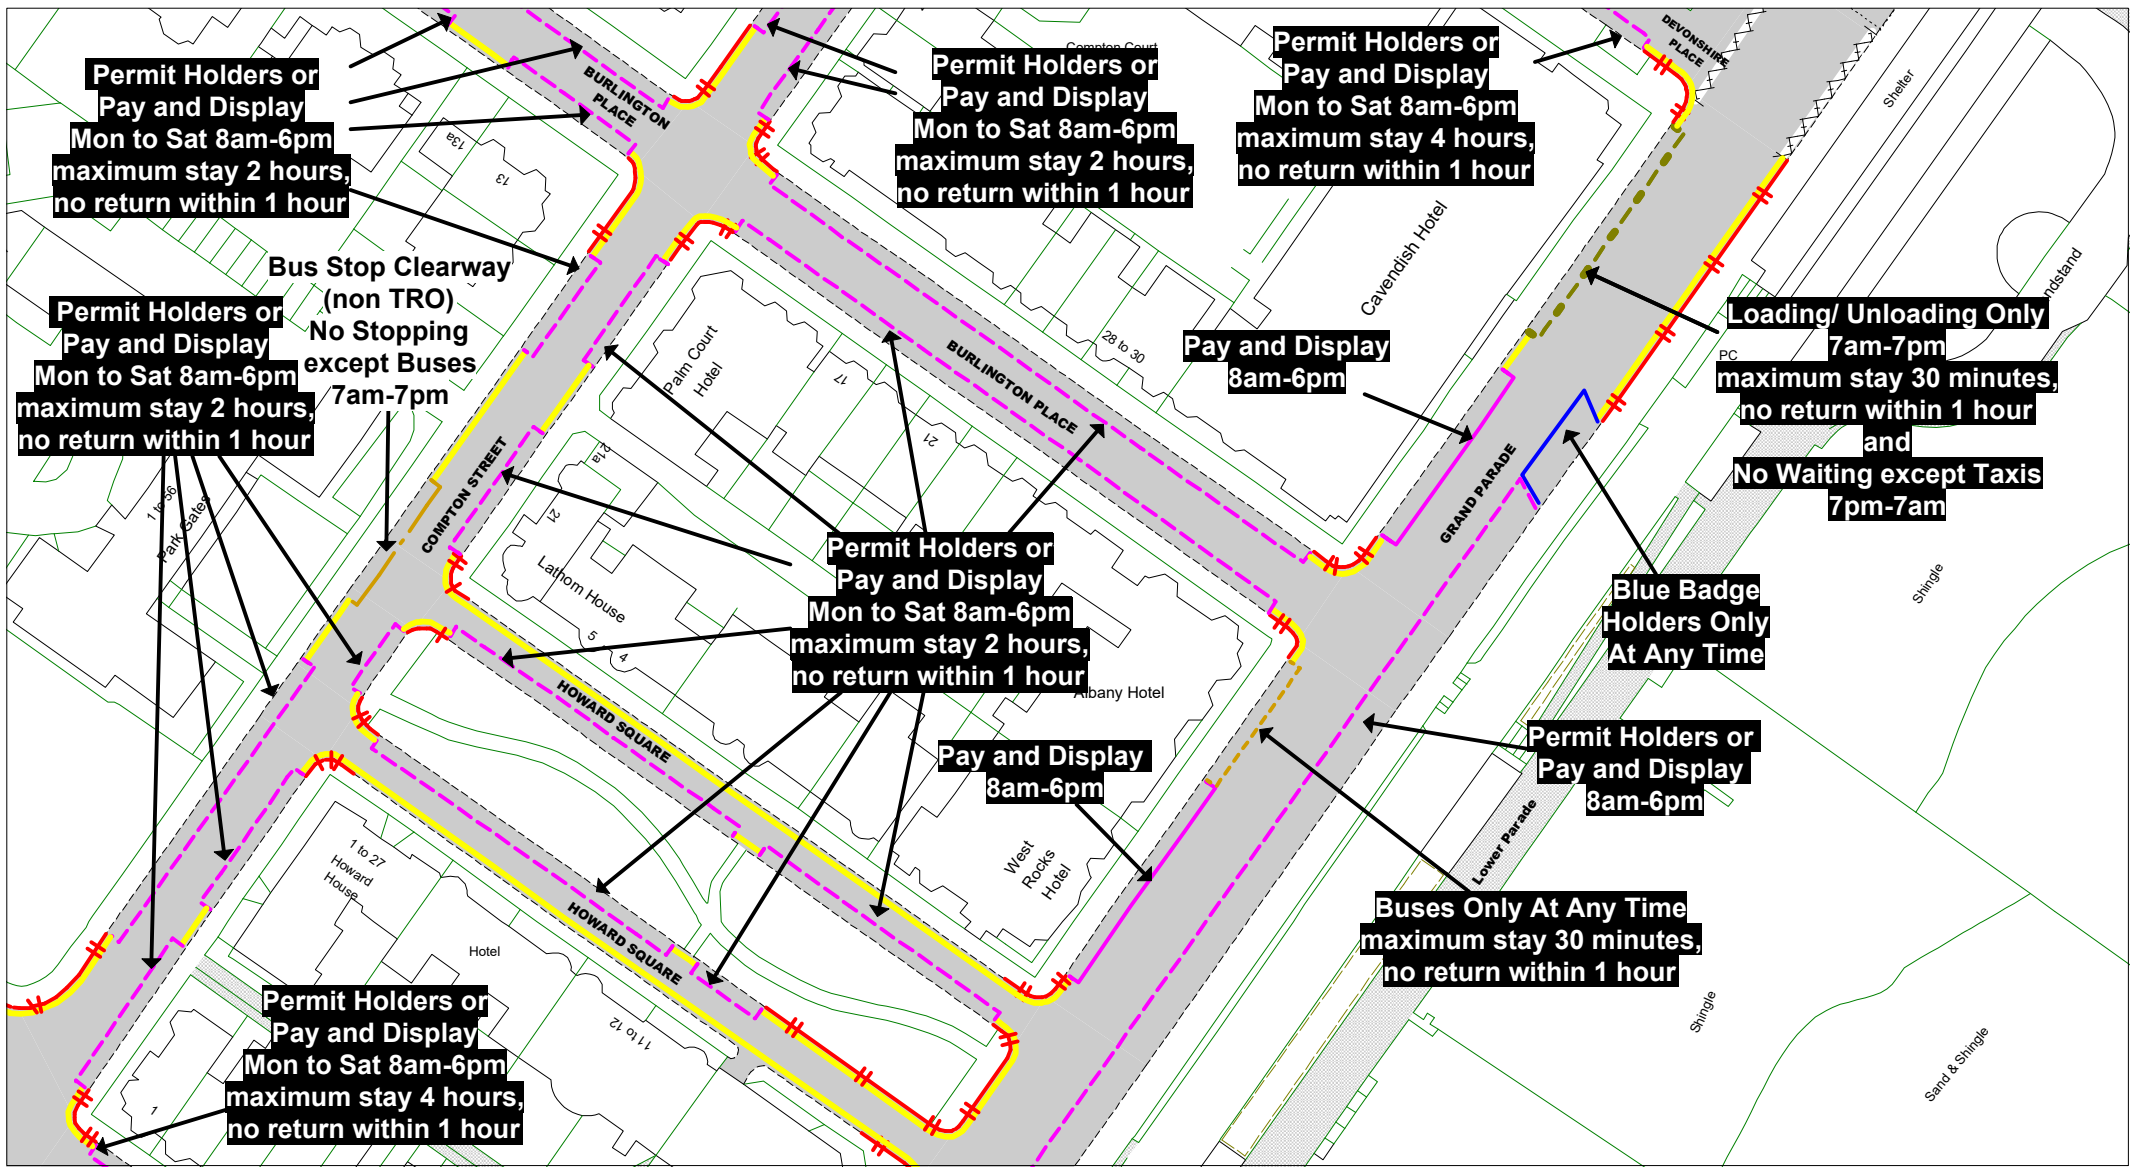 Permit Holders or
Pay and Display
Mon to Sat 8am-6pm
maximum stay 2 hours,
no return within 1 hour
BURLINGTON
PLACE
Compton Court
Permit Holders or
Pay and Display
Mon to Sat 8am-6pm
maximum stay 2 hours,
no return within 1 hour
Permit Holders or
Pay and Display
Mon to Sat 8am-6pm
maximum stay 4 hours,
no return within 1 hour
DEVONSHIRE
PLACE
Shelter
13a
13
Bus Stop Clearway
(non TRO)
No Stopping
except Buses
7am-7pm
Permit Holders or
Pay and Display
Mon to Sat 8am-6pm
maximum stay 2 hours,
no return within 1 hour
1 to 56
Park Gates
COMPTON STREET
Palm Court
Hotel
17
21a
21
21
BURLINGTON PLACE
28 to 30
Cavendish Hotel
Pay and Display
8am-6pm
GRAND PARADE
PC
ndstand
Loading/ Unloading Only
7am-7pm
maximum stay 30 minutes,
no return within 1 hour
and
No Waiting except Taxis
7pm-7am
Lathom House
5
4
Permit Holders or
Pay and Display
Mon to Sat 8am-6pm
maximum stay 2 hours,
no return within 1 hour
Albany Hotel
Blue Badge
Holders Only
At Any Time
Shingle
HOWARD SQUARE
Pay and Display
8am-6pm
Permit Holders or
Pay and Display
8am-6pm
Lower Parade
West
Rocks
Hotel
1 to 27
Howard
House
HOWARD SQUARE
Hotel
Buses Only At Any Time
maximum stay 30 minutes,
no return within 1 hour
Shingle
Sand & Shingle
11 to 12
Permit Holders or
Pay and Display
Mon to Sat 8am-6pm
maximum stay 4 hours,
no return within 1 hour
1